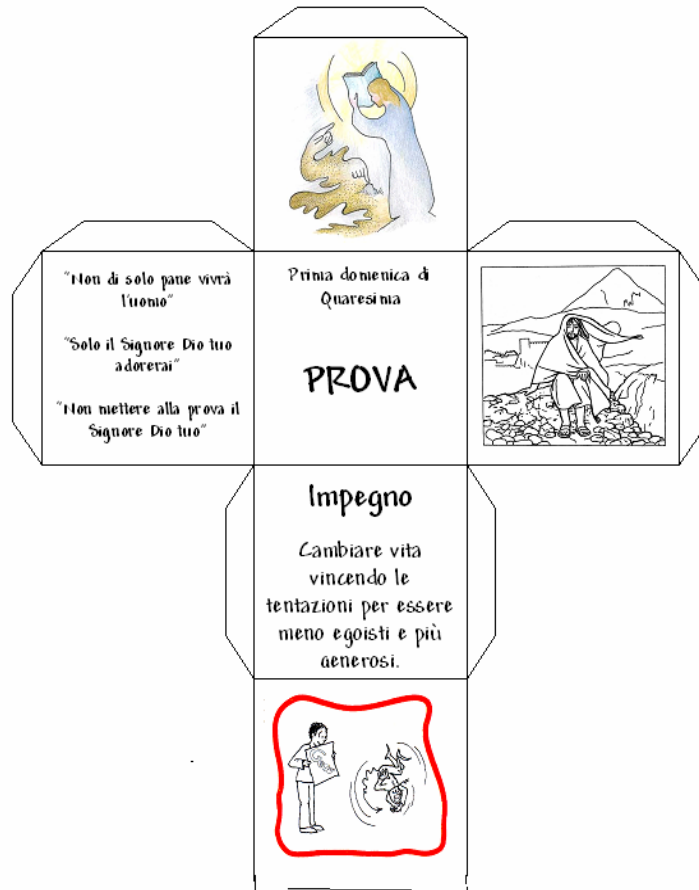 "Non di solo pane vivrà
l'uomo"
"Solo il Signore Dio tuo
adorerai"
"Non mettere alla prova il
Signore Dio tuo"
Prima domenica di
Quaresima
PROVA
Impegno
Cambiare vita
vincendo le
tentazioni per essere
meno egoisti e più
generosi.